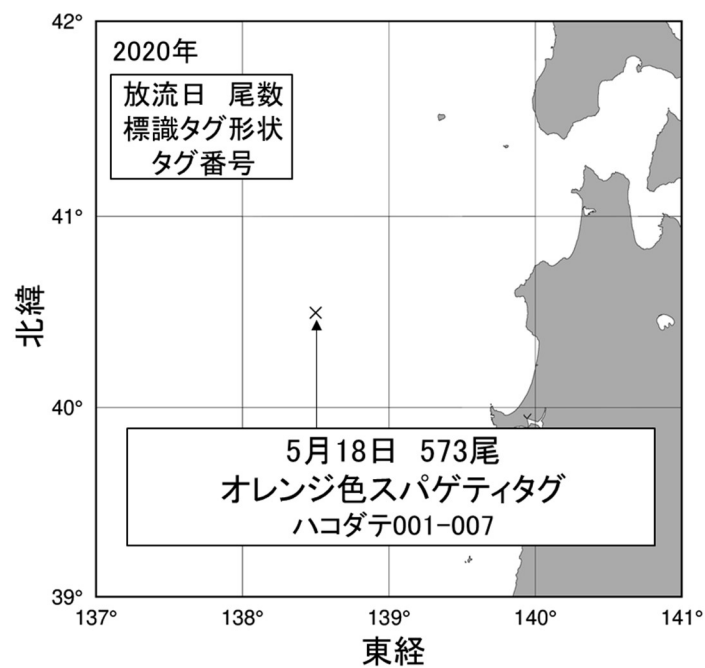 42°
2020年
放流日 尾数
標識タグ形状
タグ番号
41°
北緯
40°
5月18日 573尾
オレンジ色スパゲティタグ
ハコダテ001-007
39°
137° 138° 139° 140° 141°
東経